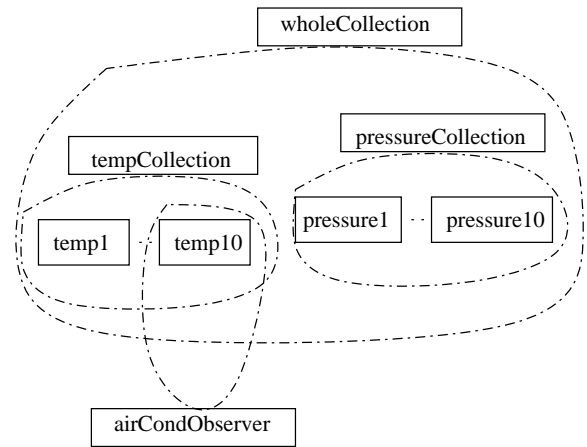 wholeCollection
pressureCollection
tempCollection
temp1 .. temp10
pressure1 .. pressure10
airCondObserver